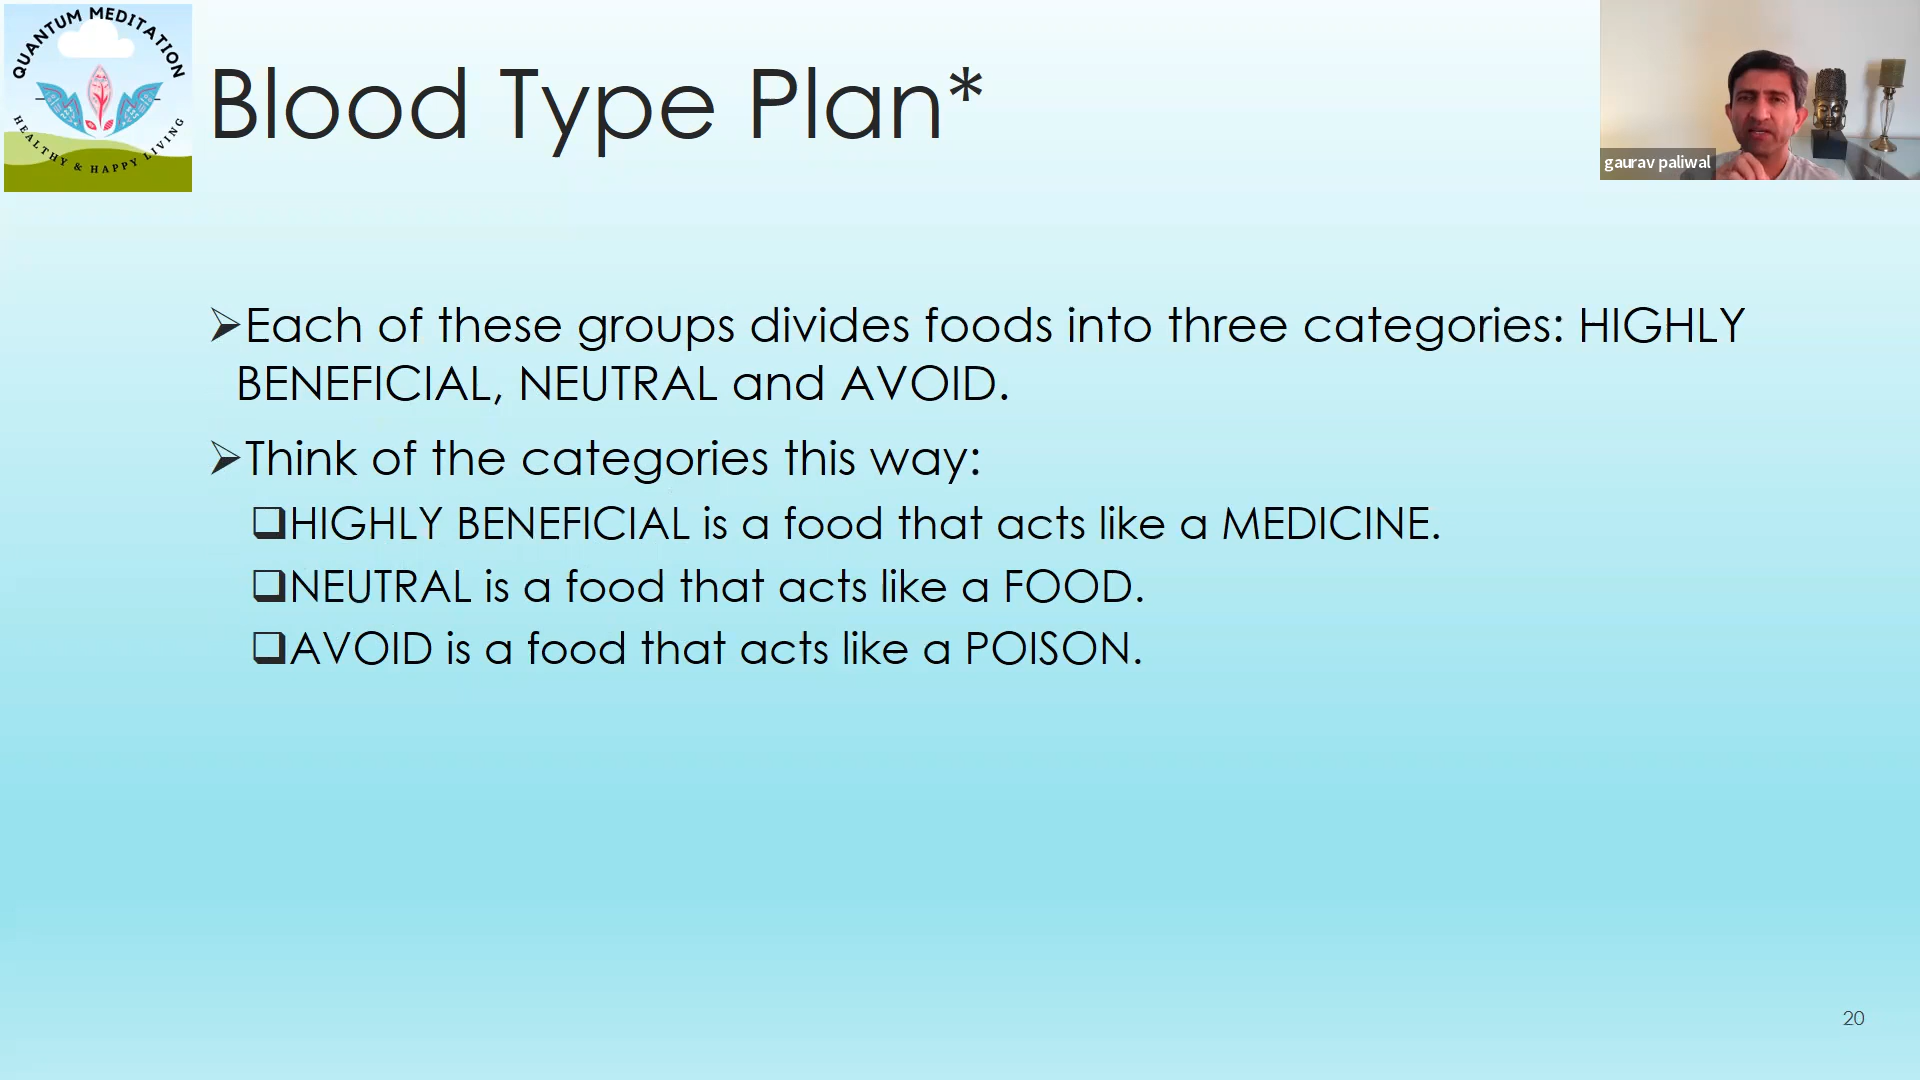 QUANTUM MEDITATION
HEALTHY & HAPPY LIVING
Blood Type Plan*
gaurav paliwal
➢Each of these groups divides foods into three categories: HIGHLY
BENEFICIAL, NEUTRAL and AVOID.
➢Think of the categories this way:
❑HIGHLY BENEFICIAL is a food that acts like a MEDICINE.
❑NEUTRAL is a food that acts like a FOOD.
❑AVOID is a food that acts like a POISON.
20